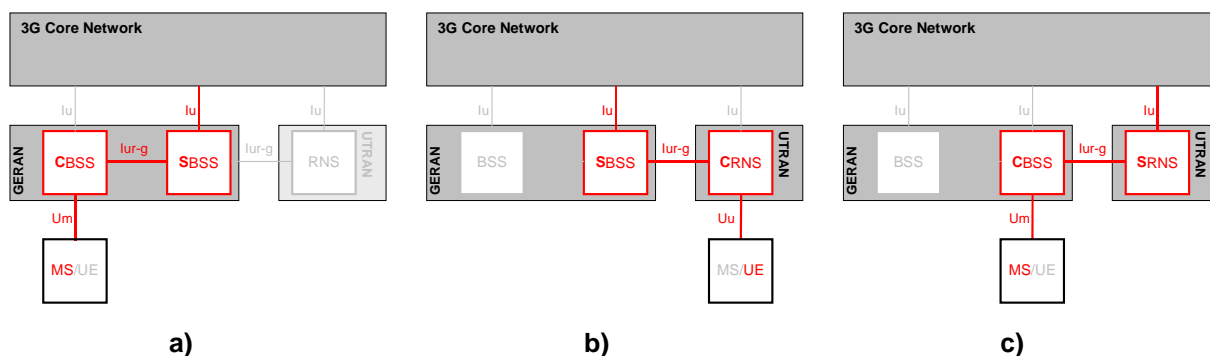 3G Core Network
Iu
Iu
Iu
GERAN
CBSS
Iur-g
SBSS
Iur-g
RNS
UTRAN
Um
MS/UE
a)
3G Core Network
Iu
Iu
Iu
GERAN
BSS
SBSS
Iur-g
CRNS
UTRAN
Uu
MS/UE
b)
3G Core Network
Iu
Iu
Iu
GERAN
BSS
CBSS
Iur-g
SRNS
UTRAN
Um
MS/UE
c)